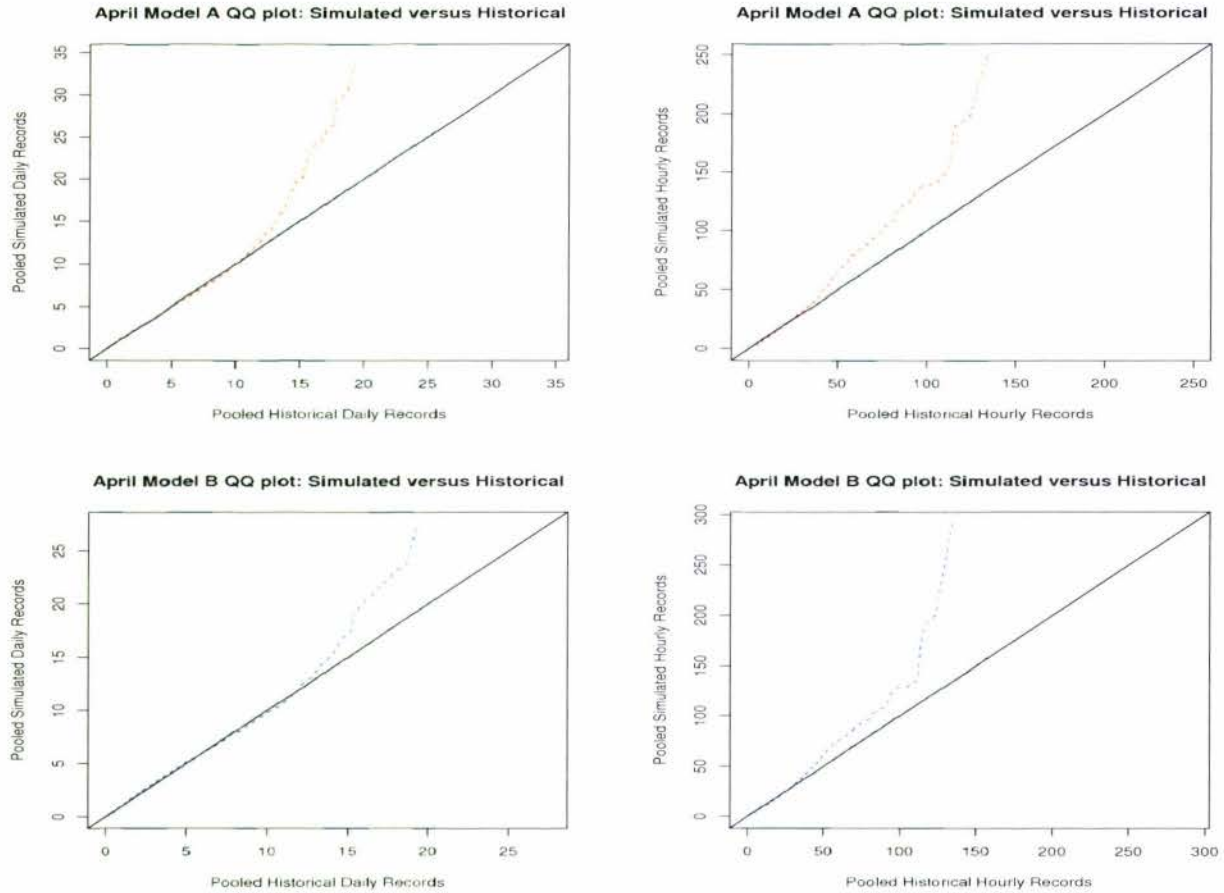 April Model A QQ plot: Simulated versus Historical
Pooled Simulated Daily Records
35
30
25
20
15
10
5
0
0 5 10 15 20 25 30 35
Pooled Historical Daily Records
April Model A QQ plot: Simulated versus Historical
Pooled Simulated Hourly Records
250
200
150
100
50
0
0 50 100 150 200 250
Pooled Historical Hourly Records
April Model B QQ plot: Simulated versus Historical
Pooled Simulated Daily Records
25
20
15
10
5
0
0 5 10 15 20 25
Pooled Historical Daily Records
April Model B QQ plot: Simulated versus Historical
Pooled Simulated Hourly Records
300
250
200
150
100
50
0
0 50 100 150 200 250 300
Pooled Historical Hourly Records